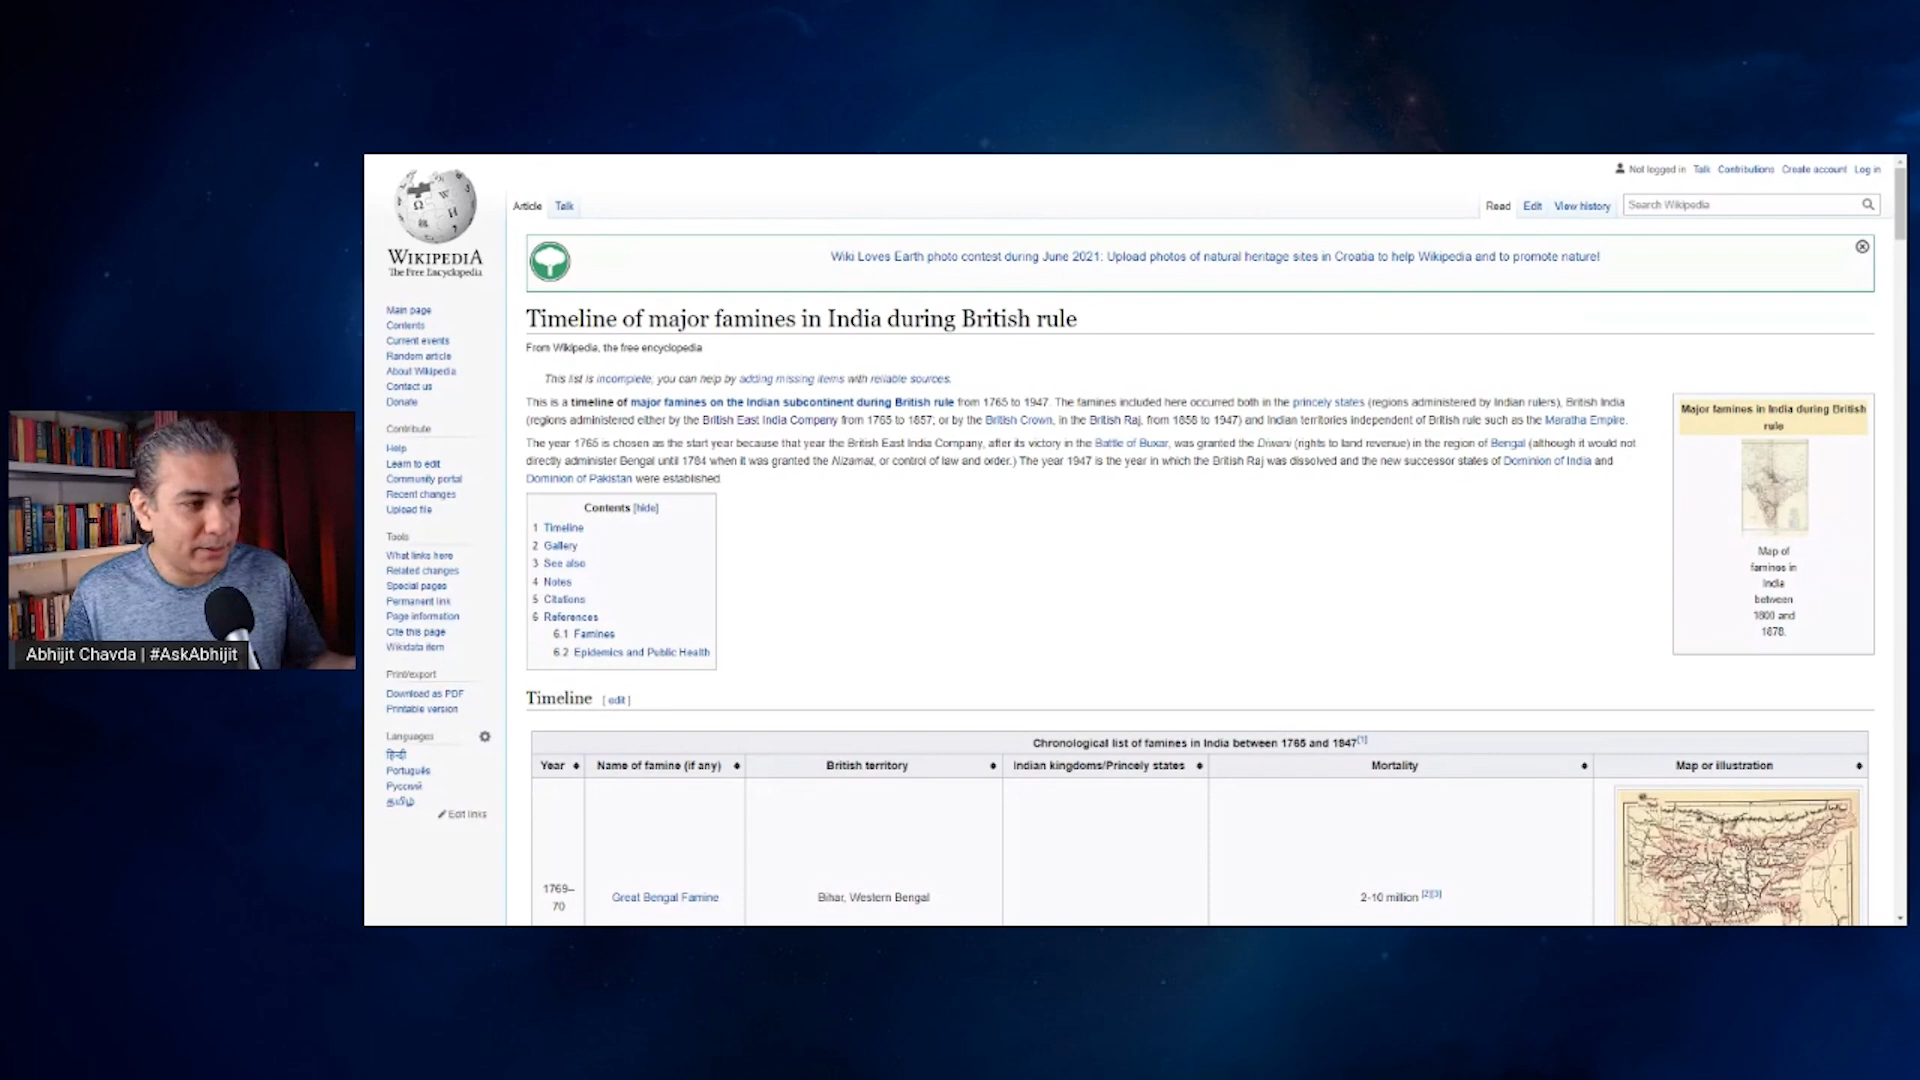 Not logged in Talk Contributions Create account Log in
Article Talk Read Edit View history Search Wikipedia
WIKIPEDIA
The Free Encyclopedia
Wiki Loves Earth photo contest during June 2021: Upload photos of natural heritage sites in Croatia to help Wikipedia and to promote nature!
Main page
Contents
Current events
Random article
About Wikipedia
Contact us
Donate
Contribute
Help
Learn to edit
Community portal
Recent changes
Upload file
Tools
What links here
Related changes
Special pages
Permanent link
Page information
Cite this page
Wikidata item
Print/export
Download as PDF
Printable version
Languages
हिन्दी
Português
Русский
தமிழ்
Edit links
Timeline of major famines in India during British rule
From Wikipedia, the free encyclopedia
This list is incomplete; you can help by adding missing items with reliable sources.
This is a timeline of major famines on the Indian subcontinent during British rule from 1765 to 1947. The famines included here occurred both in the princely states (regions administered by Indian rulers), British India
(regions administered either by the British East India Company from 1765 to 1857; or by the British Crown, in the British Raj, from 1858 to 1947) and Indian territories independent of British rule such as the Maratha Empire.
The year 1765 is chosen as the start year because that year the British East India Company, after its victory in the Battle of Buxar, was granted the Diwani (rights to land revenue) in the region of Bengal (although it would not
directly administer Bengal until 1784 when it was granted the Nizamat, or control of law and order.) The year 1947 is the year in which the British Raj was dissolved and the new successor states of Dominion of India and
Dominion of Pakistan were established.
Major famines in India during British
rule
Map of
famines in
India
between
1800 and
1878.
Contents [hide]
1 Timeline
2 Gallery
3 See also
4 Notes
5 Citations
6 References
6.1 Famines
6.2 Epidemics and Public Health
Timeline [ edit ]
Chronological list of famines in India between 1765 and 1947[1]
Year Name of famine (if any) British territory Indian kingdoms/Princely states Mortality Map or illustration
1769–
70
Great Bengal Famine Bihar, Western Bengal 2-10 million [2][3]
Abhijit Chavda | #AskAbhijit